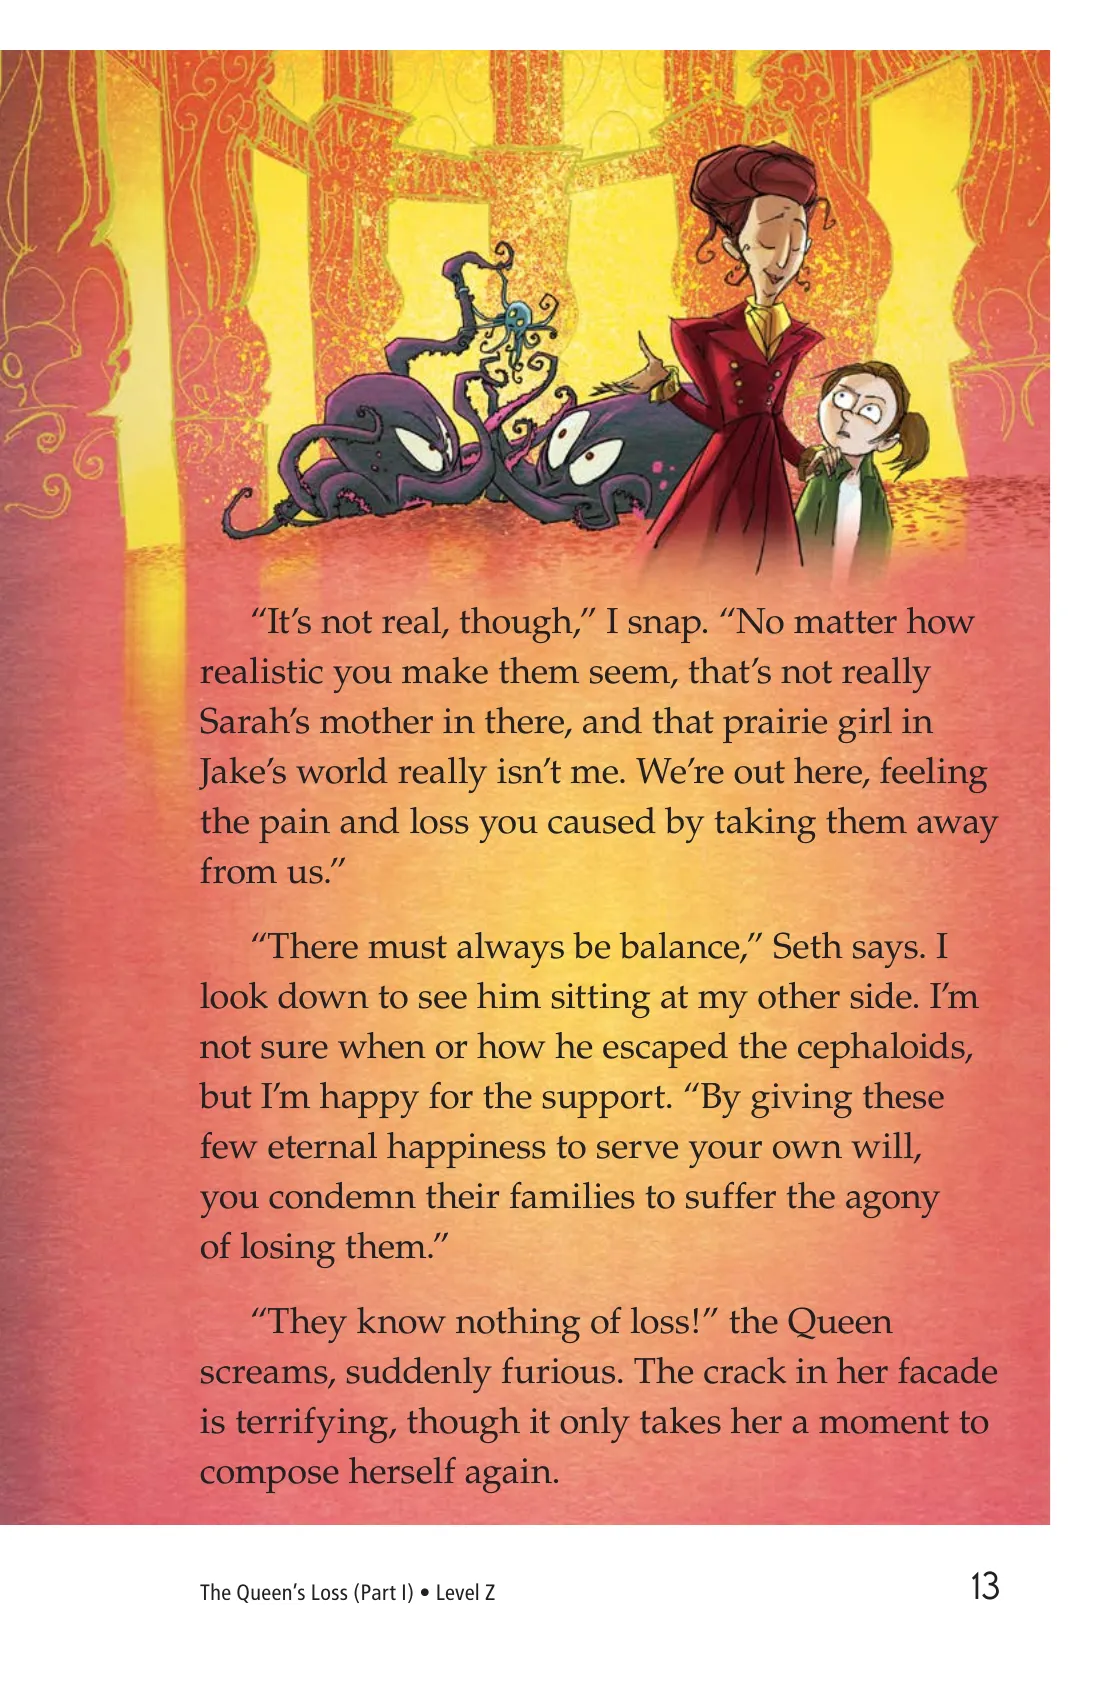 “It’s not real, though,” I snap. “No matter how
realistic you make them seem, that’s not really
Sarah’s mother in there, and that prairie girl in
Jake’s world really isn’t me. We’re out here, feeling
the pain and loss you caused by taking them away
from us.”
“There must always be balance,” Seth says. I
look down to see him sitting at my other side. I’m
not sure when or how he escaped the cephaloids,
but I’m happy for the support. “By giving these
few eternal happiness to serve your own will,
you condemn their families to suffer the agony
of losing them.”
“They know nothing of loss!” the Queen
screams, suddenly furious. The crack in her facade
is terrifying, though it only takes her a moment to
compose herself again.
The Queen’s Loss (Part I) • Level Z
13